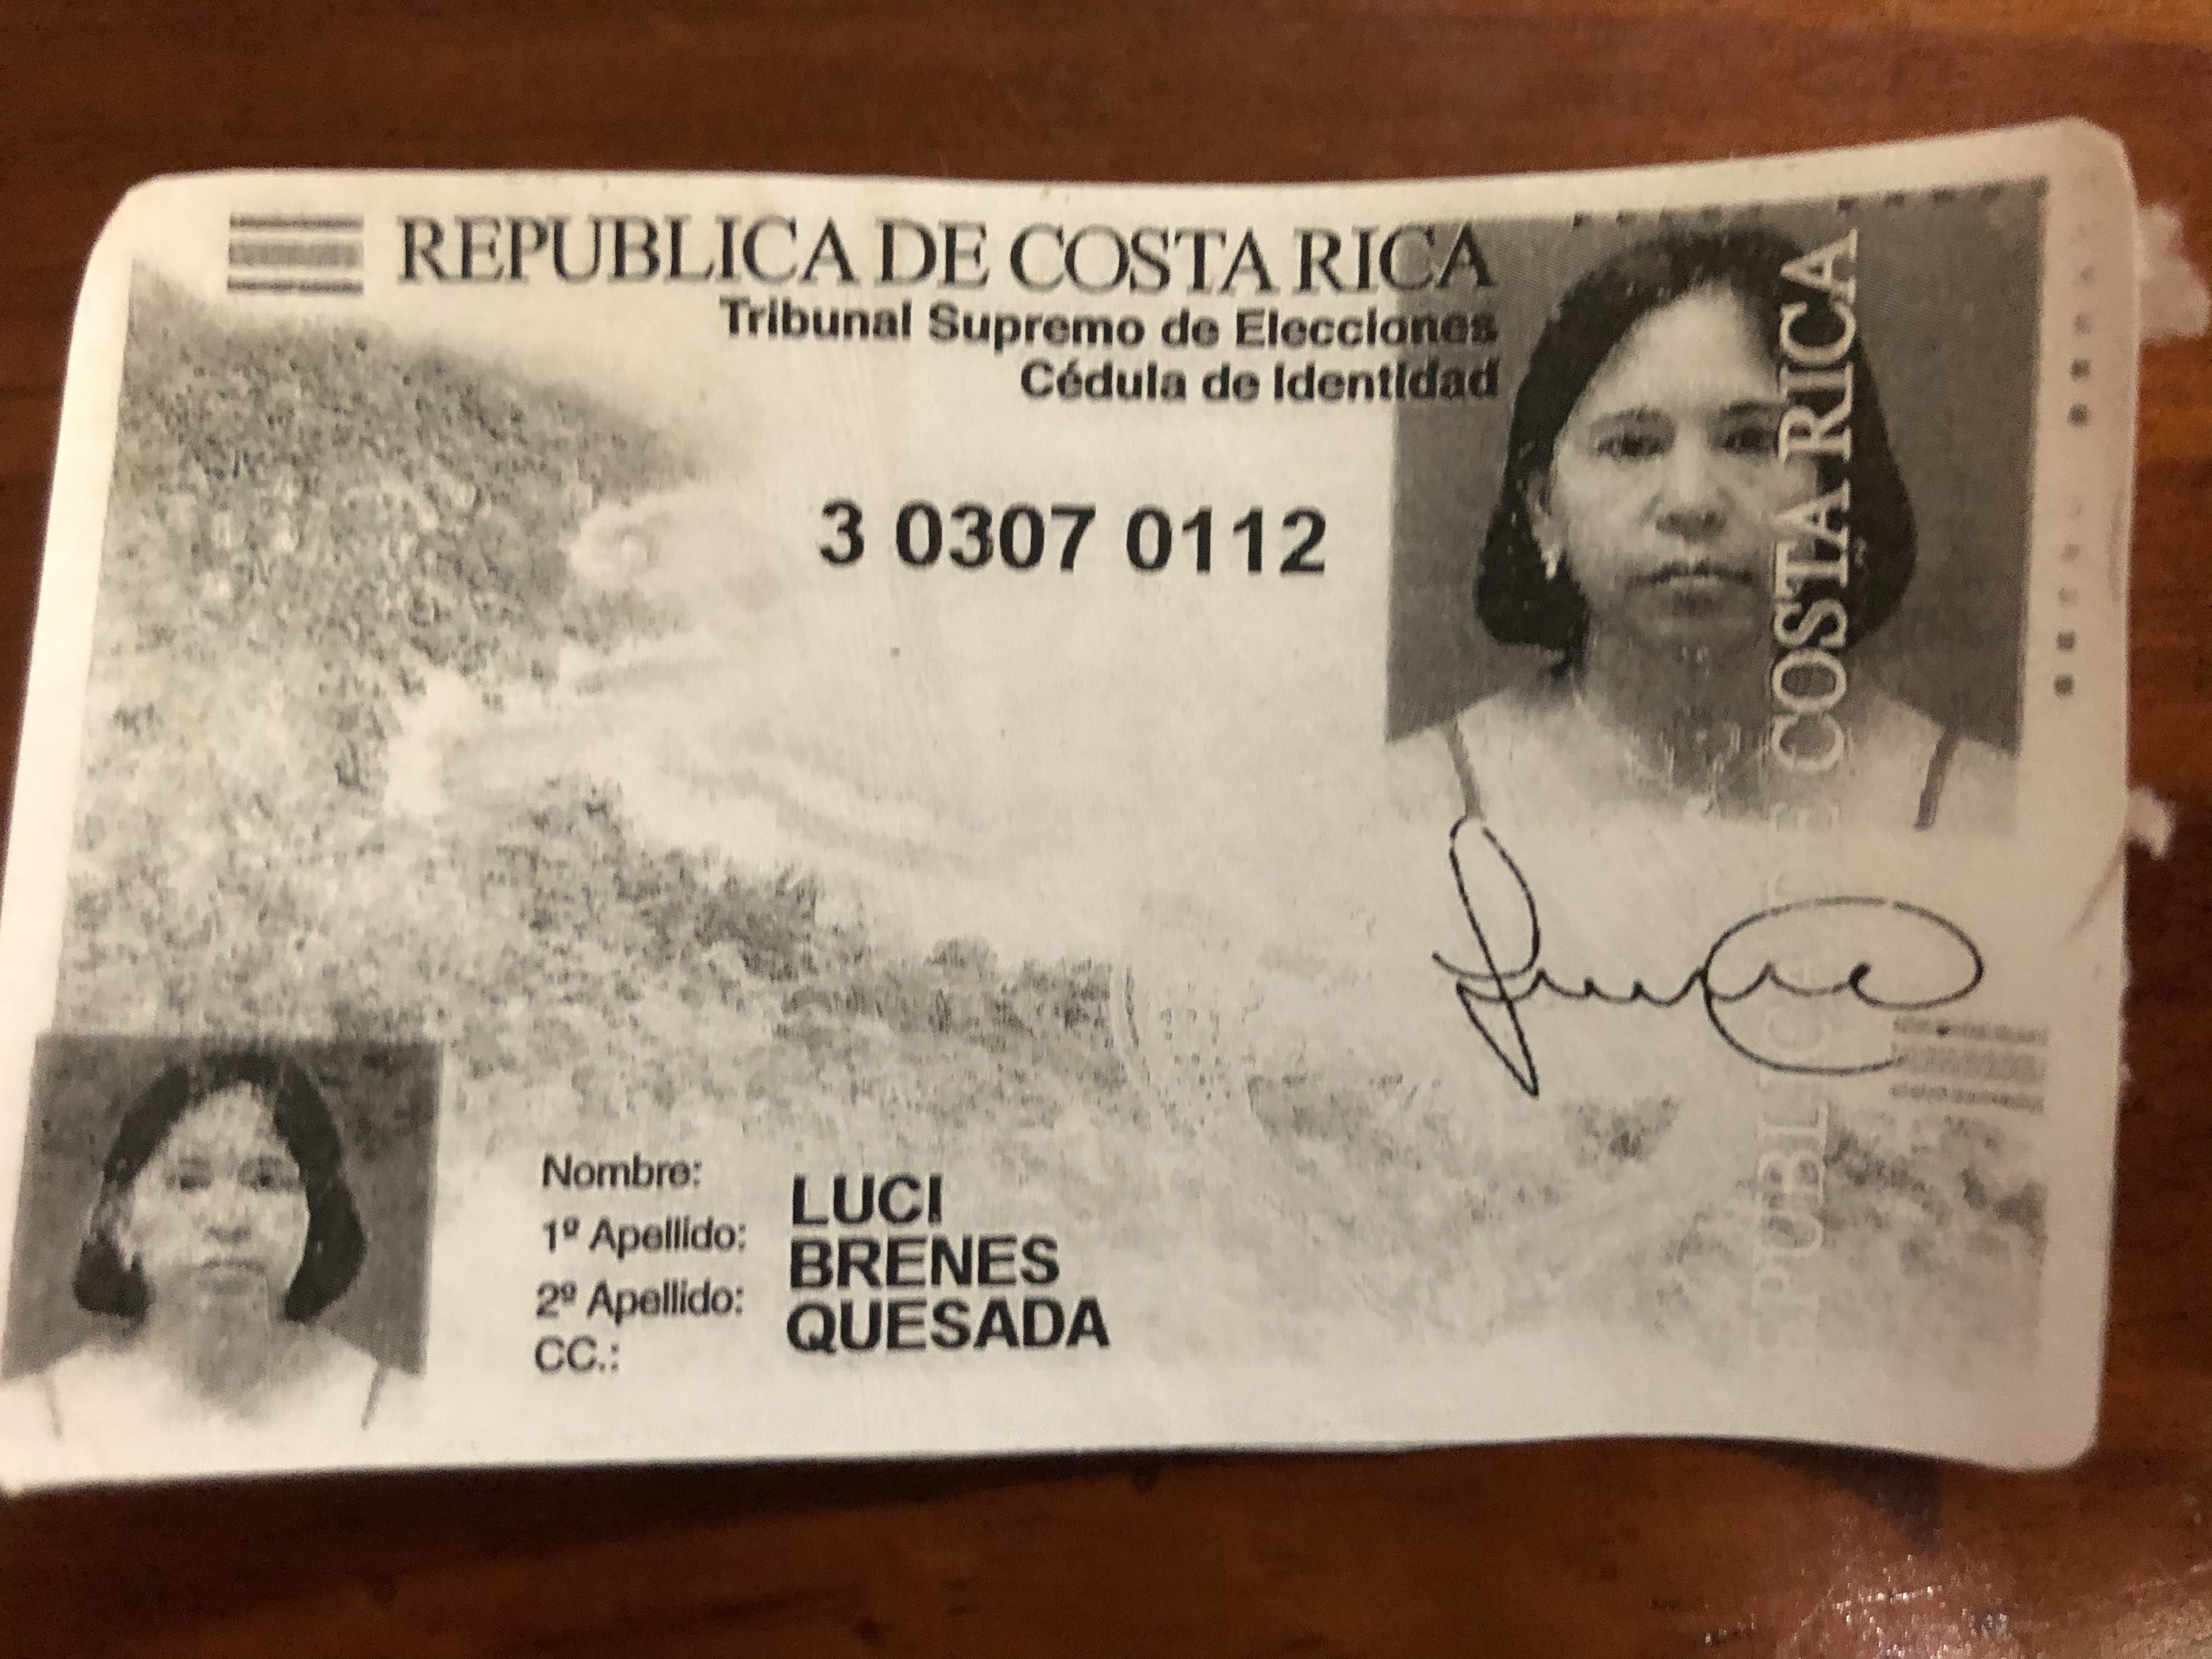 REPUBLICA DE COSTA RICA
Tribunal Supremo de Elecciones
Cédula de Identidad
3 0307 0112
COSTA RICA
Nombre: LUCI
1º Apellido: BRENES
2º Apellido: QUESADA
CC.: